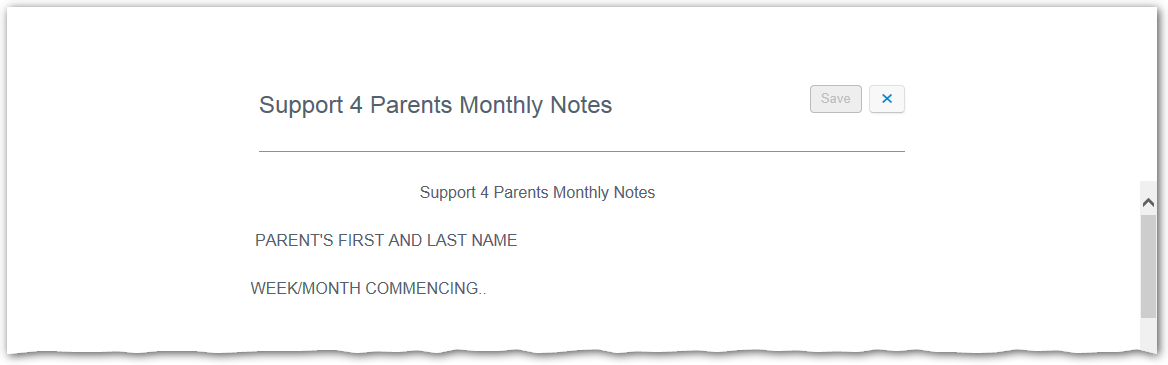 Support 4 Parents Monthly Notes
Save
Support 4 Parents Monthly Notes
PARENT'S FIRST AND LAST NAME
WEEK/MONTH COMMENCING..